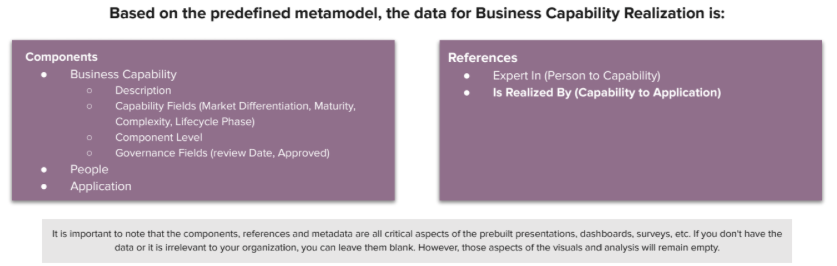 Based on the predefined metamodel, the data for Business Capability Realization is:
Components
● Business Capability
○ Description
○ Capability Fields (Market Differentiation, Maturity,
Complexity, Lifecycle Phase)
○ Component Level
○ Governance Fields (review Date, Approved)
● People
● Application
References
● Expert In (Person to Capability)
● Is Realized By (Capability to Application)
It is important to note that the components, references and metadata are all critical aspects of the prebuilt presentations, dashboards, surveys, etc. If you don't have the
data or it is irrelevant to your organization, you can leave them blank. However, those aspects of the visuals and analysis will remain empty.